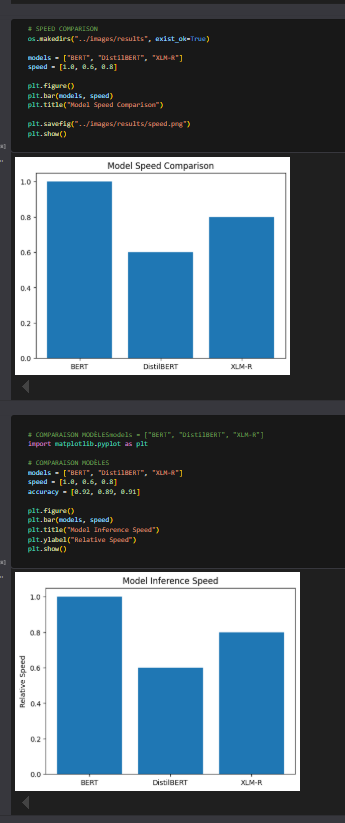 # SPEED COMPARISON
os.makedirs("../images/results", exist_ok=True)
models = ["BERT", "DistilBERT", "XLM-R"]
speed = [1.0, 0.6, 0.8]
plt.figure()
plt.bar(models, speed)
plt.title("Model Speed Comparison")
plt.savefig("../images/results/speed.png")
plt.show()
Model Speed Comparison
1.0
0.8
0.6
0.4
0.2
0.0
BERT DistilBERT XLM-R
# COMPARAISON MODÈLESmodels = ["BERT", "DistilBERT", "XLM-R"]
import matplotlib.pyplot as plt
# COMPARAISON MODÈLES
models = ["BERT", "DistilBERT", "XLM-R"]
speed = [1.0, 0.6, 0.8]
accuracy = [0.92, 0.89, 0.91]
plt.figure()
plt.bar(models, speed)
plt.title("Model Inference Speed")
plt.ylabel("Relative Speed")
plt.show()
Model Inference Speed
Relative Speed
1.0
0.8
0.6
0.4
0.2
0.0
BERT DistilBERT XLM-R